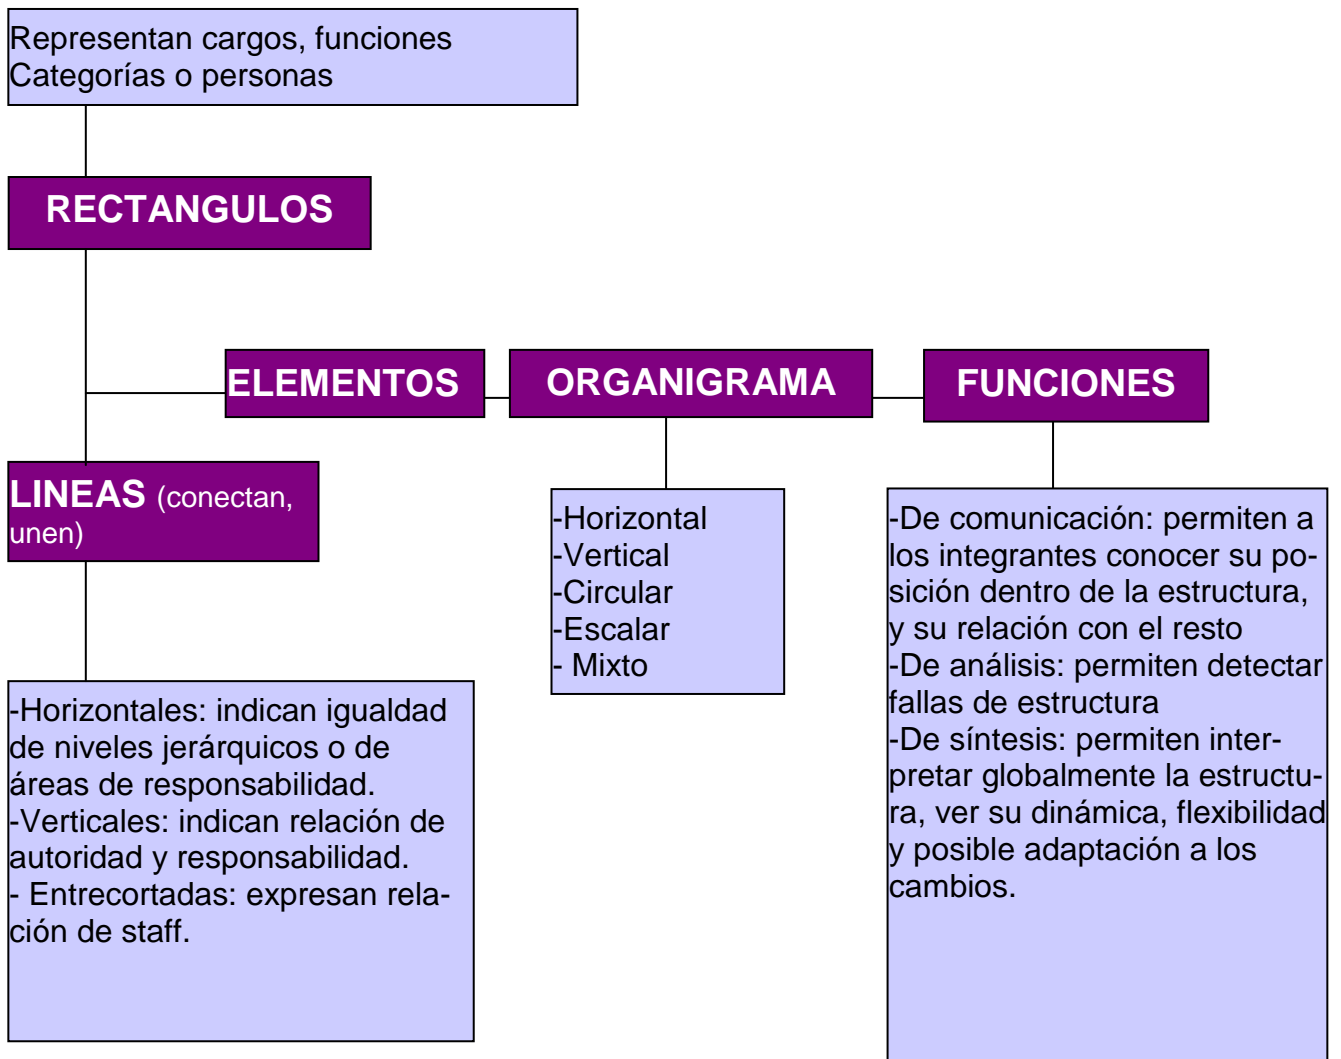 Representan cargos, funciones
Categorías o personas
RECTANGULOS
ELEMENTOS
ORGANIGRAMA
FUNCIONES
LINEAS (conectan,
unen)
-Horizontal
-Vertical
-Circular
-Escalar
- Mixto
-De comunicación: permiten a
los integrantes conocer su po-
sición dentro de la estructura,
y su relación con el resto
-De análisis: permiten detectar
fallas de estructura
-De síntesis: permiten inter-
pretar globalmente la estructu-
ra, ver su dinámica, flexibilidad
y posible adaptación a los
cambios.
-Horizontales: indican igualdad
de niveles jerárquicos o de
áreas de responsabilidad.
-Verticales: indican relación de
autoridad y responsabilidad.
- Entrecortadas: expresan rela-
ción de staff.